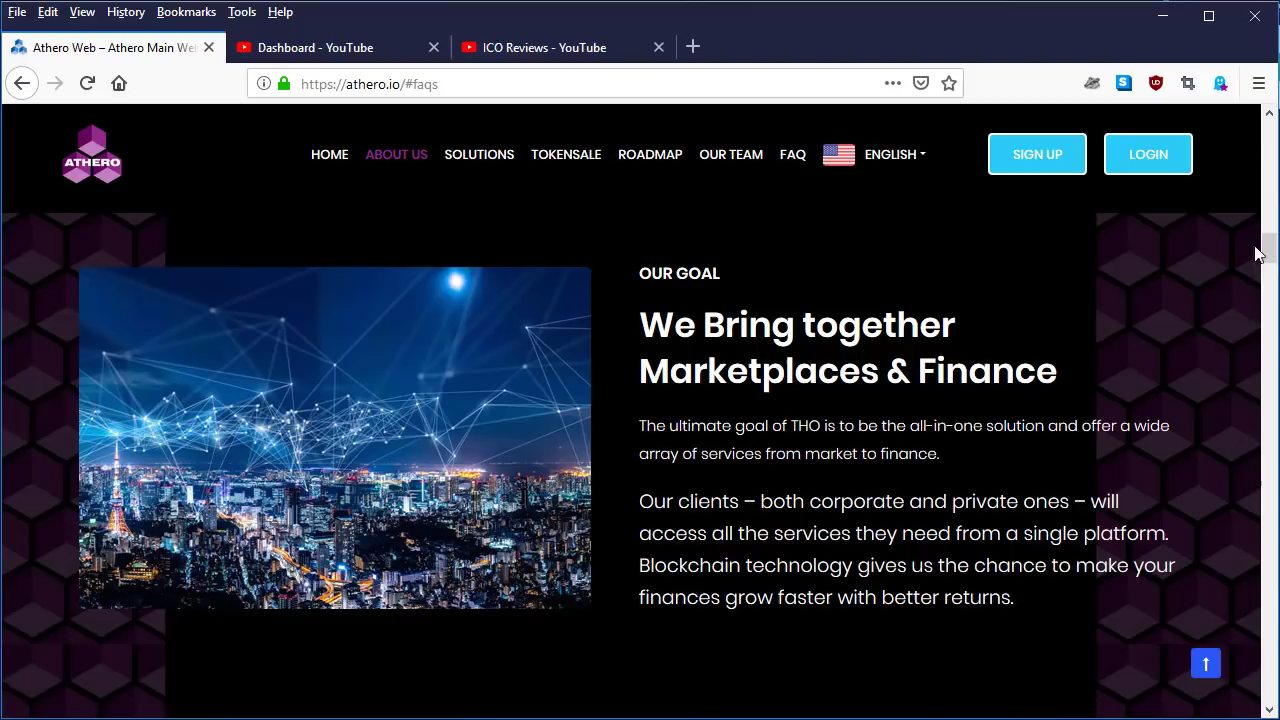 File Edit View History Bookmarks Tools Help
Athero Web – Athero Main We
Dashboard - YouTube
ICO Reviews - YouTube
https://athero.io/#faqs
ATHERO
HOME
ABOUT US
SOLUTIONS
TOKENSALE
ROADMAP
OUR TEAM
FAQ
ENGLISH
SIGN UP
LOGIN
OUR GOAL
We Bring together
Marketplaces & Finance
The ultimate goal of THO is to be the all-in-one solution and offer a wide
array of services from market to finance.
Our clients – both corporate and private ones – will
access all the services they need from a single platform.
Blockchain technology gives us the chance to make your
finances grow faster with better returns.